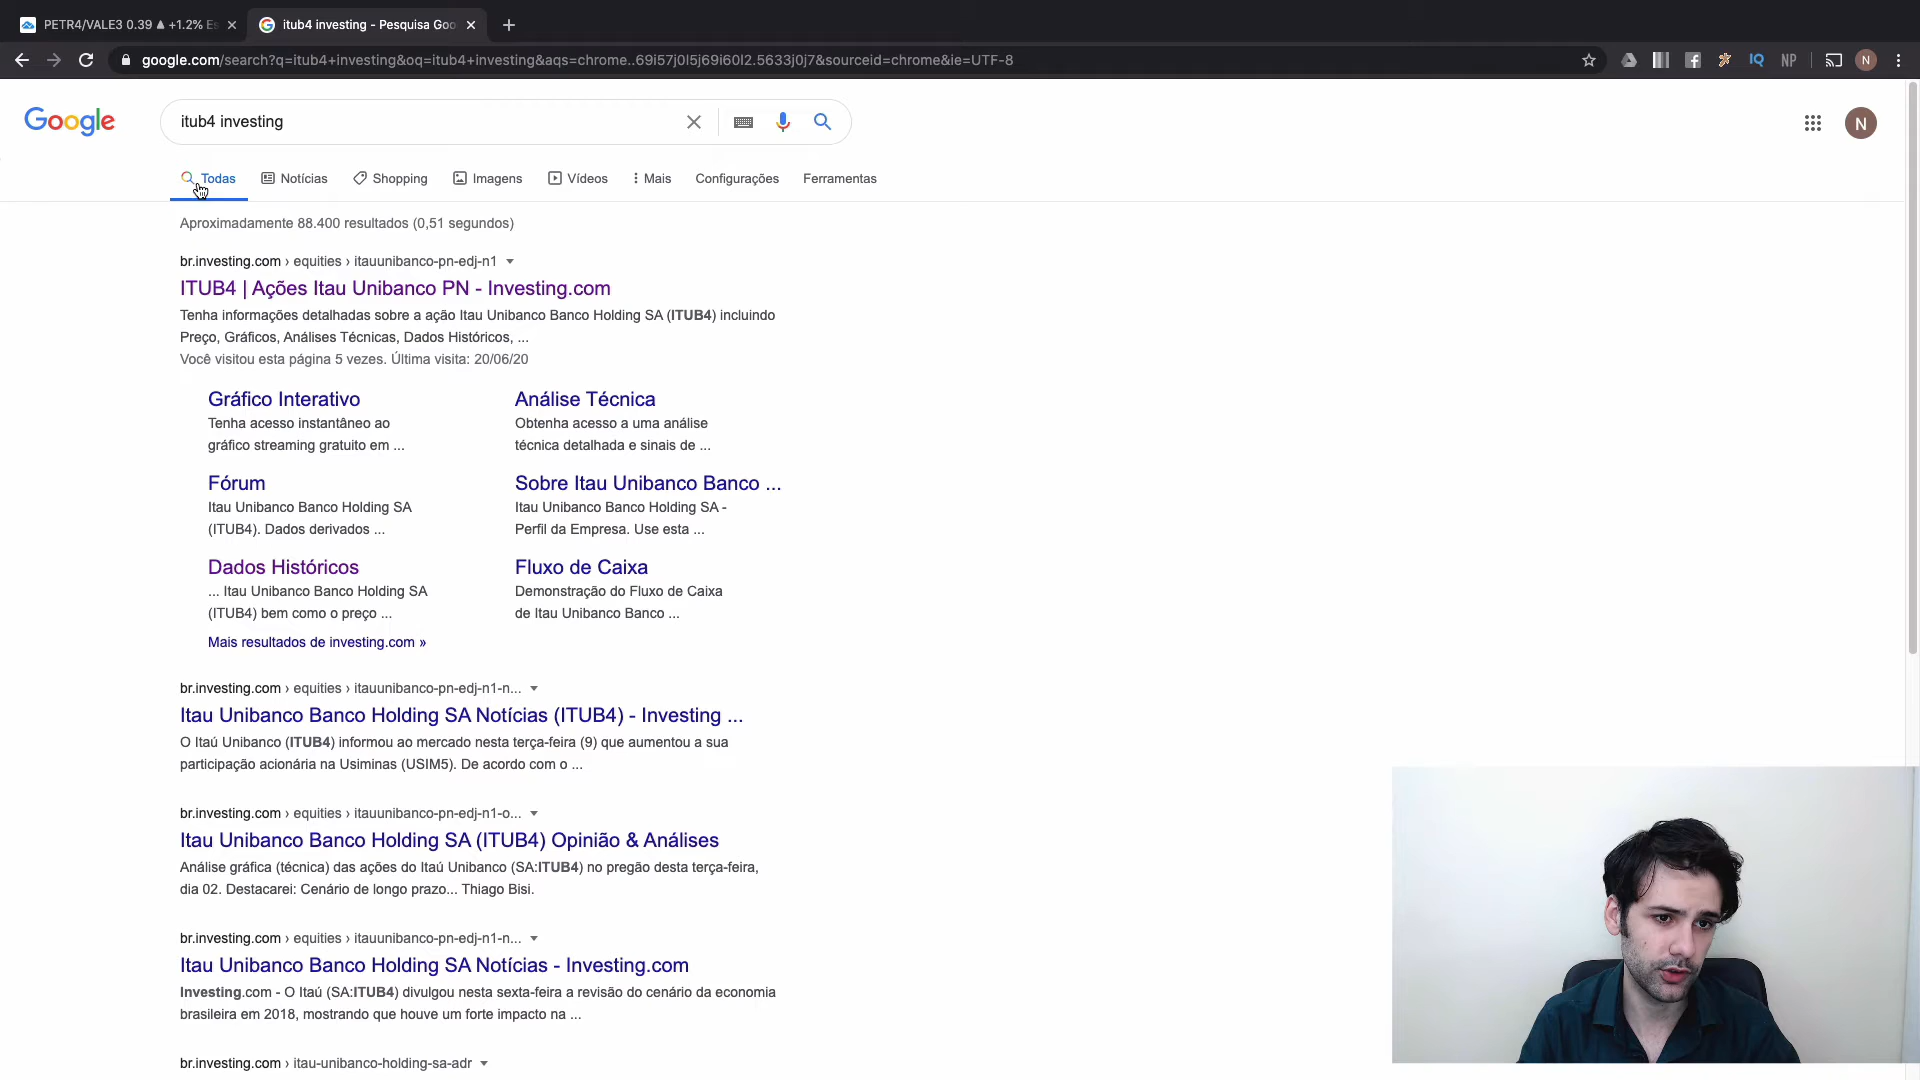 PETR4/VALE3 0.39 ▲ +1.2% Es
itub4 investing - Pesquisa Goo
google.com/search?q=itub4+investing&oq=itub4+investing&aqs=chrome..69i57j0l5j69i60l2.5633j0j7&sourceid=chrome&ie=UTF-8
IQ
NP
N
Google
itub4 investing
N
Todas
Notícias
Shopping
Imagens
Vídeos
Mais
Configurações
Ferramentas
Aproximadamente 88.400 resultados (0,51 segundos)
br.investing.com › equities › itauunibanco-pn-edj-n1
ITUB4 | Ações Itau Unibanco PN - Investing.com
Tenha informações detalhadas sobre a ação Itau Unibanco Banco Holding SA (ITUB4) incluindo
Preço, Gráficos, Análises Técnicas, Dados Históricos, ...
Você visitou esta página 5 vezes. Última visita: 20/06/20
Gráfico Interativo
Tenha acesso instantâneo ao
gráfico streaming gratuito em ...
Análise Técnica
Obtenha acesso a uma análise
técnica detalhada e sinais de ...
Fórum
Itau Unibanco Banco Holding SA
(ITUB4). Dados derivados ...
Sobre Itau Unibanco Banco ...
Itau Unibanco Banco Holding SA -
Perfil da Empresa. Use esta ...
Dados Históricos
... Itau Unibanco Banco Holding SA
(ITUB4) bem como o preço ...
Fluxo de Caixa
Demonstração do Fluxo de Caixa
de Itau Unibanco Banco ...
Mais resultados de investing.com »
br.investing.com › equities › itauunibanco-pn-edj-n1-n...
Itau Unibanco Banco Holding SA Notícias (ITUB4) - Investing ...
O Itaú Unibanco (ITUB4) informou ao mercado nesta terça-feira (9) que aumentou a sua
participação acionária na Usiminas (USIM5). De acordo com o ...
br.investing.com › equities › itauunibanco-pn-edj-n1-o...
Itau Unibanco Banco Holding SA (ITUB4) Opinião & Análises
Análise gráfica (técnica) das ações do Itaú Unibanco (SA:ITUB4) no pregão desta terça-feira,
dia 02. Destacarei: Cenário de longo prazo... Thiago Bisi.
br.investing.com › equities › itauunibanco-pn-edj-n1-n...
Itau Unibanco Banco Holding SA Notícias - Investing.com
Investing.com - O Itaú (SA:ITUB4) divulgou nesta sexta-feira a revisão do cenário da economia
brasileira em 2018, mostrando que houve um forte impacto na ...
br.investing.com › itau-unibanco-holding-sa-adr